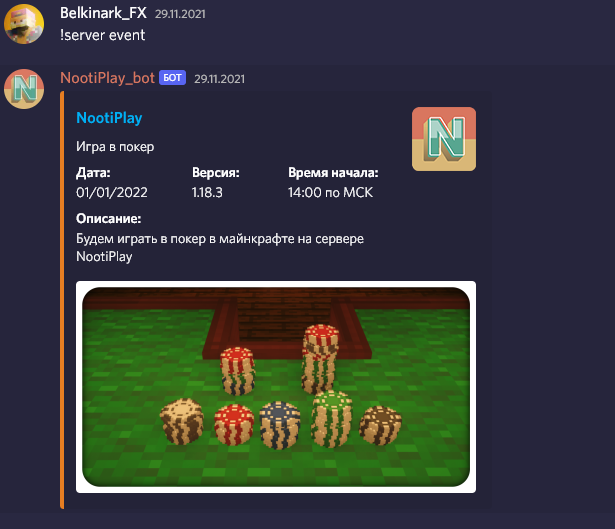 Belkinark_FX 29.11.2021
!server event
NootiPlay_bot БОТ 29.11.2021
NootiPlay
N
N
Игра в покер
Дата: Версия: Время начала:
01/01/2022 1.18.3 14:00 по МСК
Описание:
Будем играть в покер в майнкрафте на сервере
NootiPlay